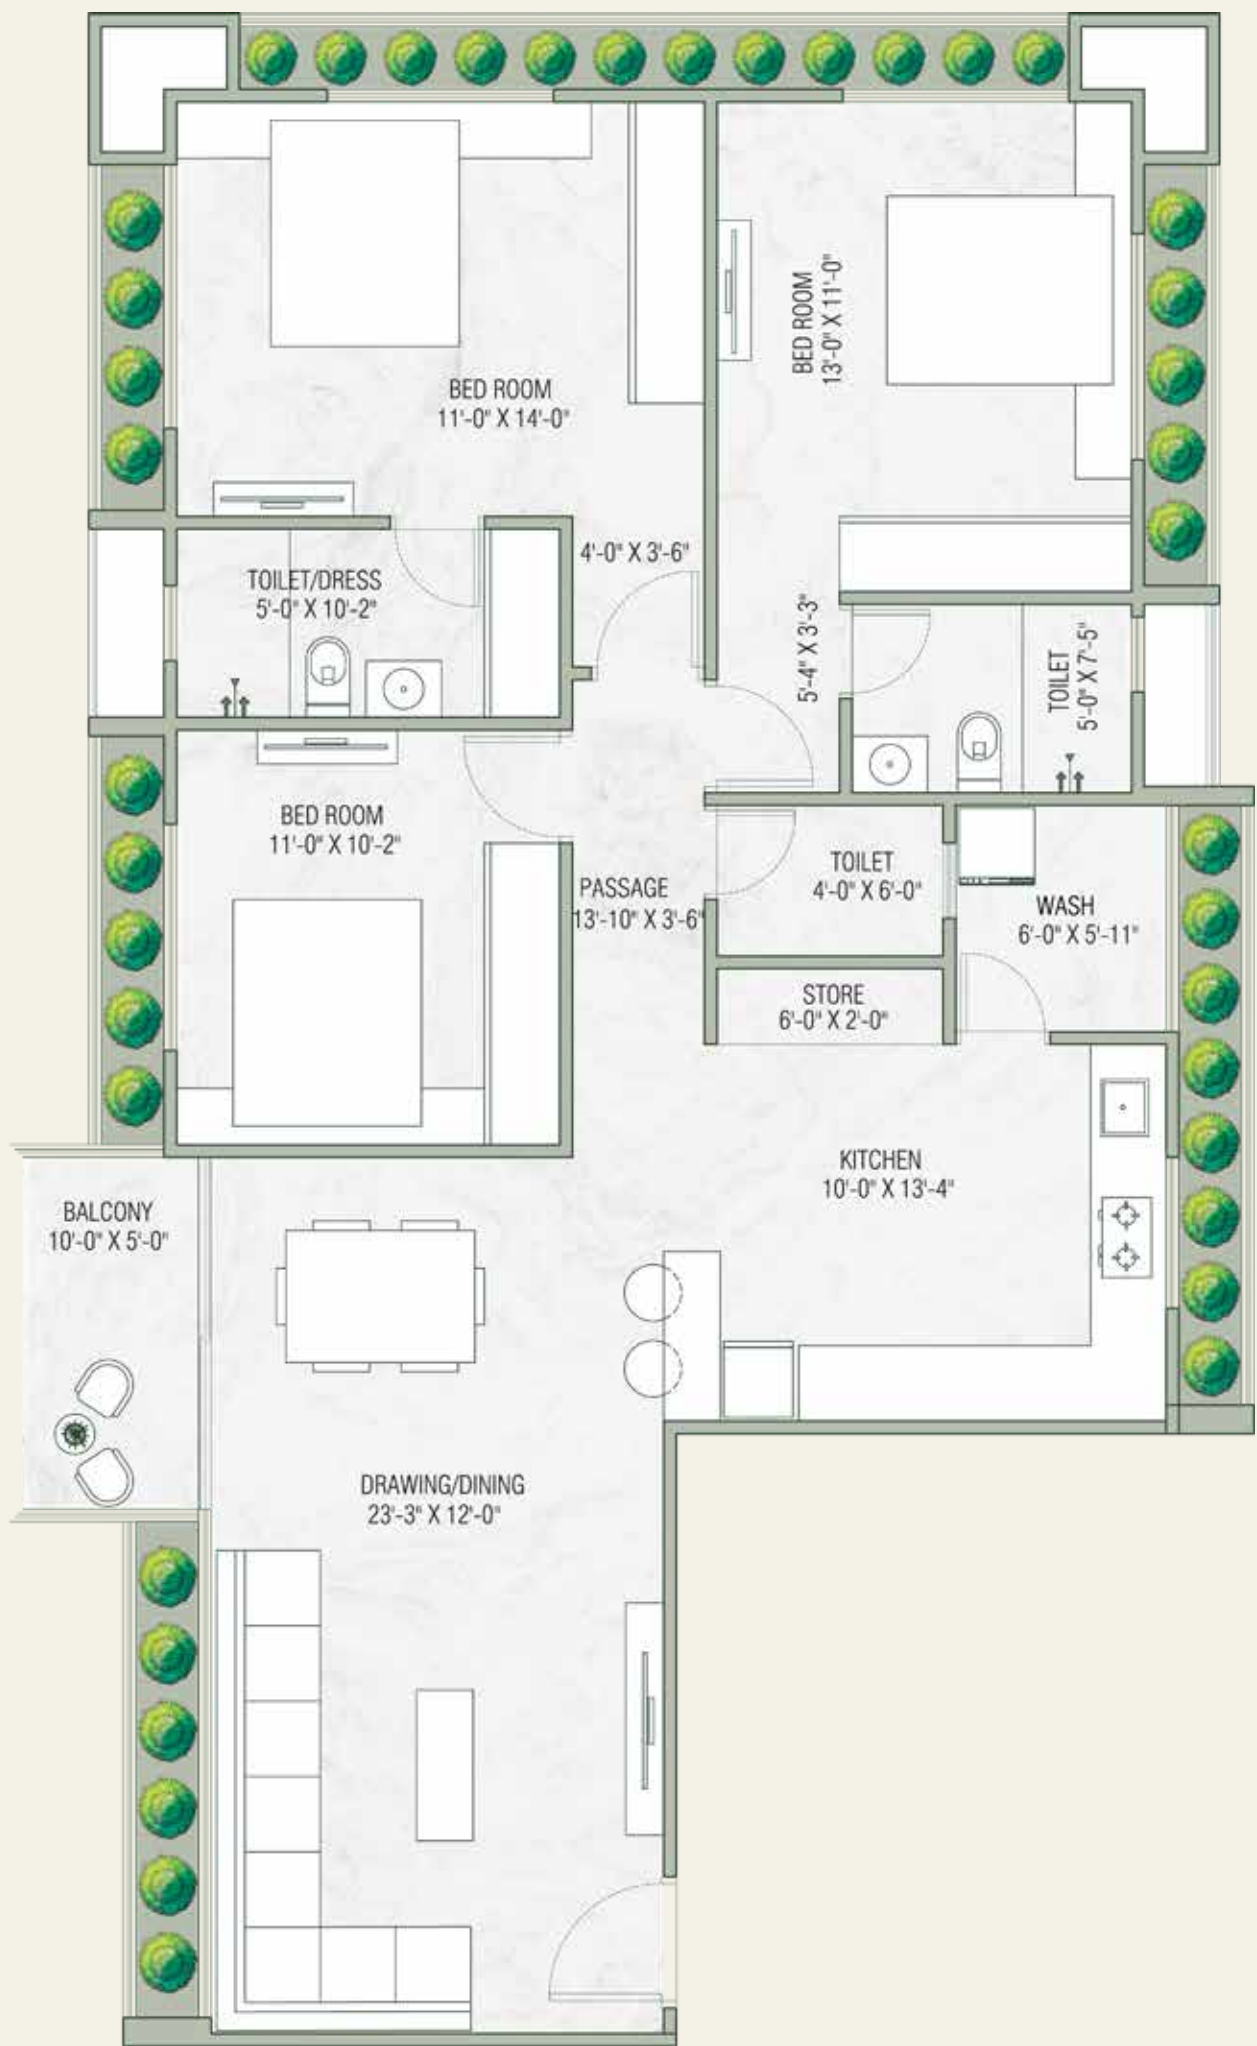 BED ROOM
11'-0" X 14'-0"
BED ROOM
13'-0" X 11'-0"
4'-0" X 3'-6"
TOILET/DRESS
5'-0" X 10'-2"
5'-4" X 3'-3"
TOILET
5'-0" X 7'-5"
BED ROOM
11'-0" X 10'-2"
PASSAGE
13'-10" X 3'-6"
TOILET
4'-0" X 6'-0"
WASH
6'-0" X 5'-11"
STORE
6'-0" X 2'-0"
KITCHEN
10'-0" X 13'-4"
BALCONY
10'-0" X 5'-0"
DRAWING/DINING
23'-3" X 12'-0"